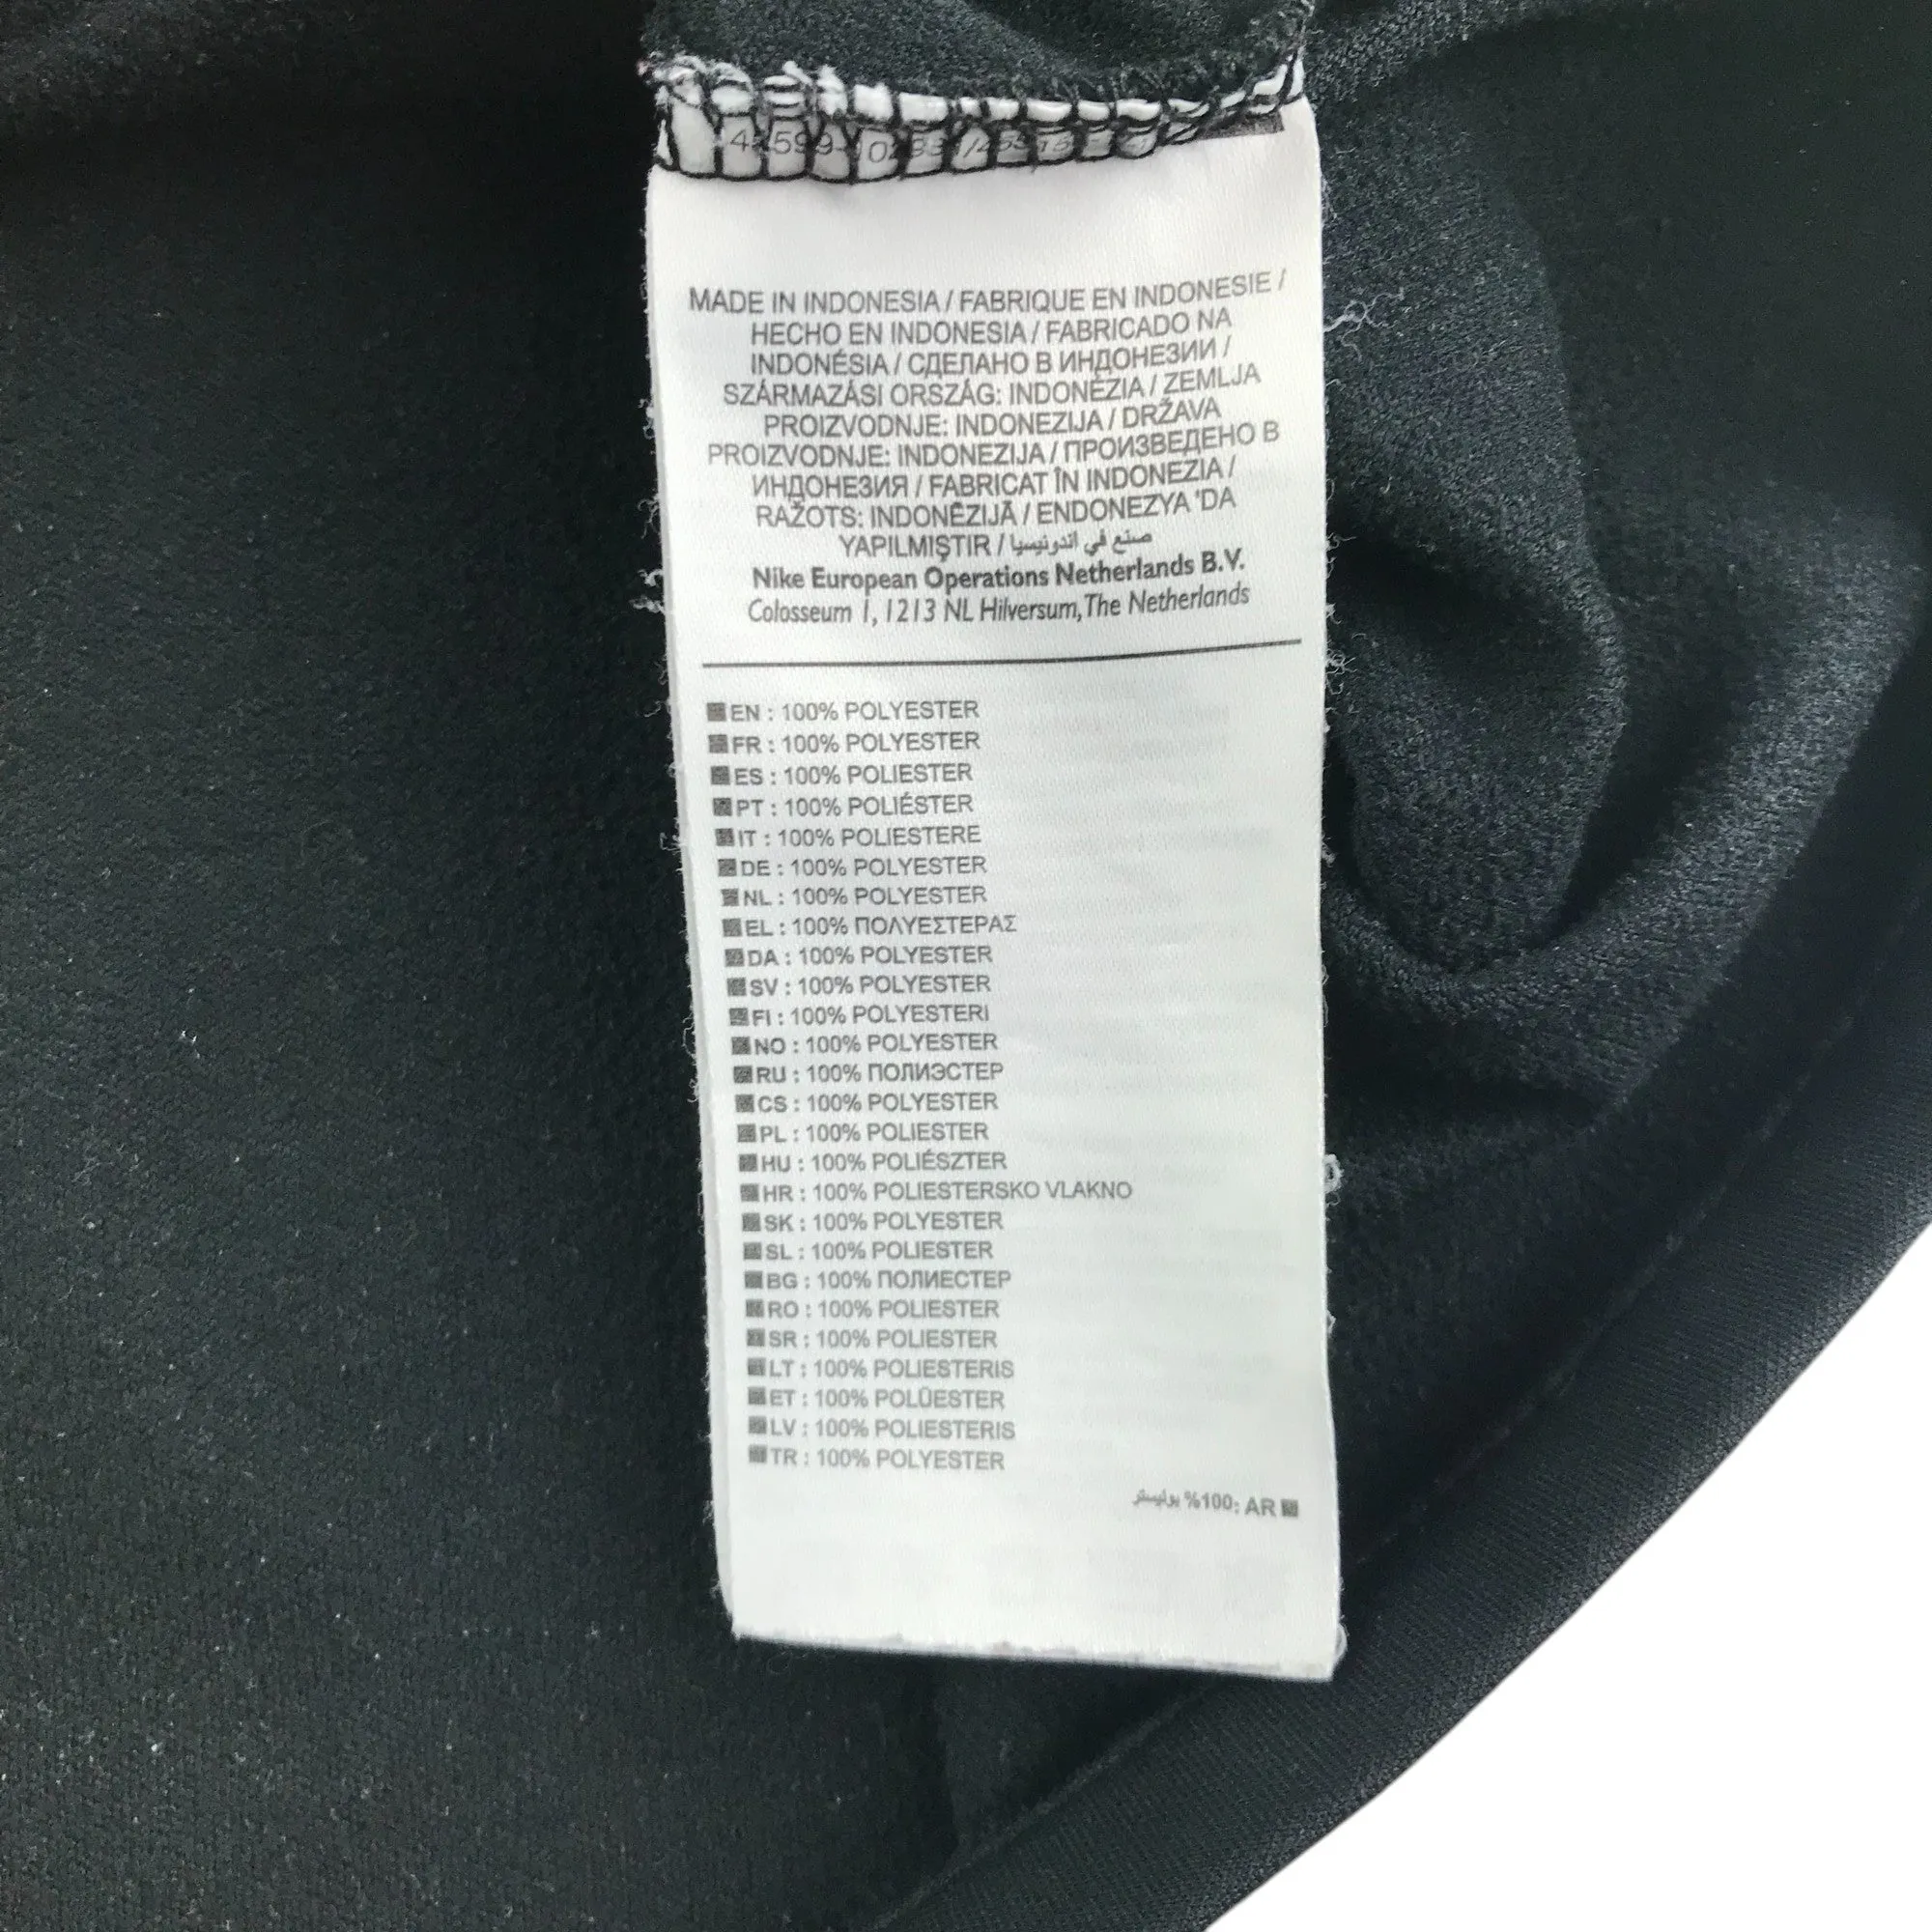 MADE IN INDONESIA / FABRIQUE EN INDONESIE /
HECHO EN INDONESIA / FABRICADO NA
INDONÉSIA / СДЕЛАНО В ИНДОНЕЗИИ /
SZÁRMAZÁSI ORSZÁG: INDONÉZIA / ZEMLJA
PROIZVODNJE: INDONEZIJA / DRŽAVA
PROIZVODNJE: INDONEZIJA / ПРОИЗВЕДЕНО В
ИНДОНЕЗИЯ / FABRICAT ÎN INDONEZIA /
RAŽOTS: INDONĒZIJĀ / ENDONEZYA 'DA
YAPILMIŞTIR / صنع في اندونيسيا
Nike European Operations Netherlands B.V.
Colosseum 1, 1213 NL Hilversum, The Netherlands
EN : 100% POLYESTER
FR : 100% POLYESTER
ES : 100% POLIESTER
PT : 100% POLIÉSTER
IT : 100% POLIESTERE
DE : 100% POLYESTER
NL : 100% POLYESTER
EL : 100% ΠΟΛΥΕΣΤΕΡΑΣ
DA : 100% POLYESTER
SV : 100% POLYESTER
FI : 100% POLYESTERI
NO : 100% POLYESTER
RU : 100% ПОЛИЭСТЕР
CS : 100% POLYESTER
PL : 100% POLIESTER
HU : 100% POLIÉSZTER
HR : 100% POLIESTERSKO VLAKNO
SK : 100% POLYESTER
SL : 100% POLIESTER
BG : 100% ПОЛИЕСТЕР
RO : 100% POLIESTER
SR : 100% POLIESTER
LT : 100% POLIESTERIS
ET : 100% POLÜESTER
LV : 100% POLIESTERIS
TR : 100% POLYESTER
AR :100% بوليستر